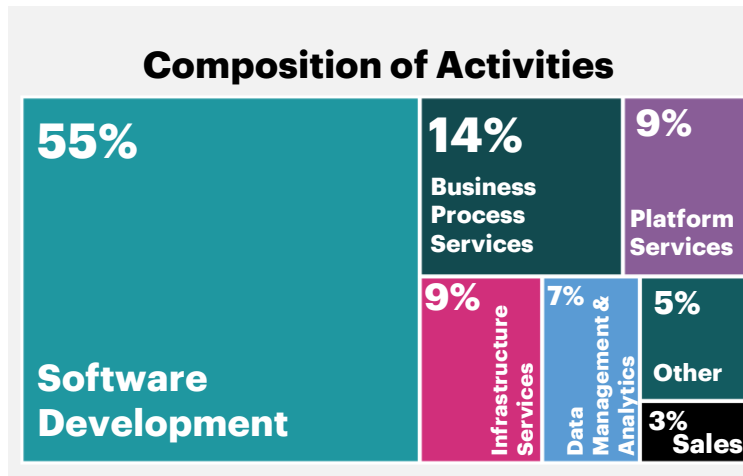 Composition of Activities
55%
Software
Development
14%
Business
Process
Services
9%
Platform
Services
9%
Infrastructure
Services
7%
Data
Management &
Analytics
5%
Other
3%
Sales